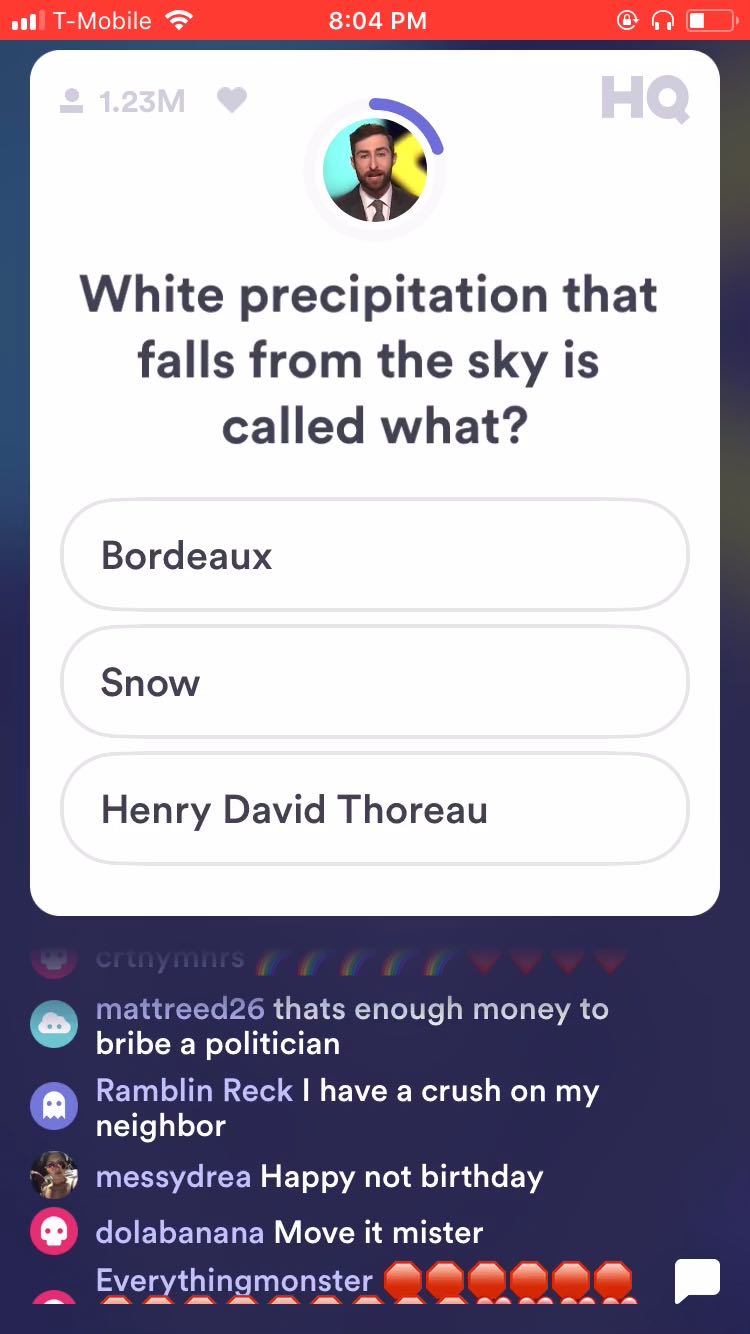 T-Mobile 8:04 PM
1.23M HQ
White precipitation that
falls from the sky is
called what?
Bordeaux
Snow
Henry David Thoreau
crtnymnrs
mattreed26 thats enough money to
bribe a politician
Ramblin Reck I have a crush on my
neighbor
messydrea Happy not birthday
dolabanana Move it mister
Everythingmonster